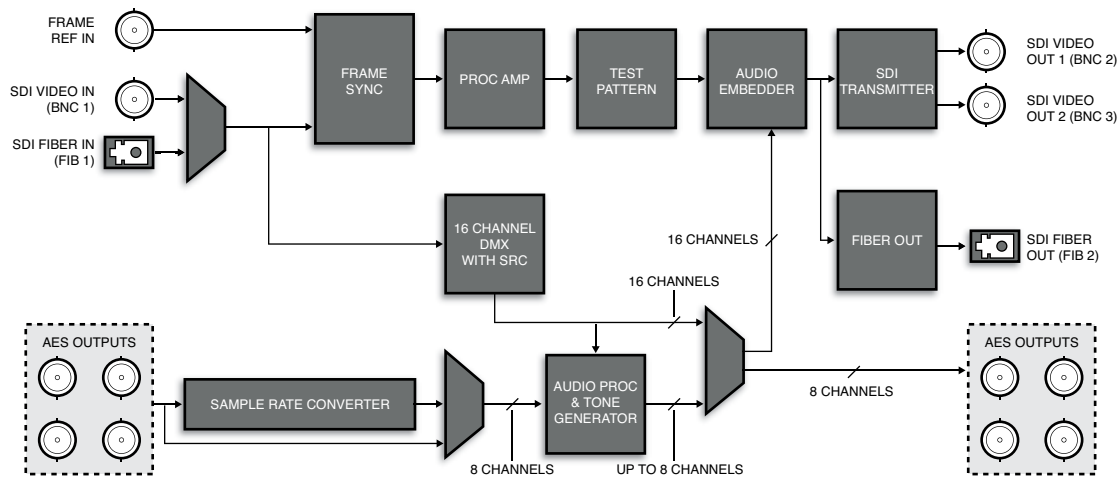 FRAME
REF IN
SDI VIDEO IN
(BNC 1)
SDI FIBER IN
(FIB 1)
FRAME
SYNC
PROC AMP
TEST
PATTERN
AUDIO
EMBEDDER
SDI
TRANSMITTER
SDI VIDEO
OUT 1 (BNC 2)
SDI VIDEO
OUT 2 (BNC 3)
16 CHANNEL
DMX
WITH SRC
16 CHANNELS
FIBER OUT
SDI FIBER
OUT (FIB 2)
16 CHANNELS
AES OUTPUTS
SAMPLE RATE CONVERTER
AUDIO PROC
& TONE
GENERATOR
8 CHANNELS
UP TO 8 CHANNELS
8 CHANNELS
AES OUTPUTS